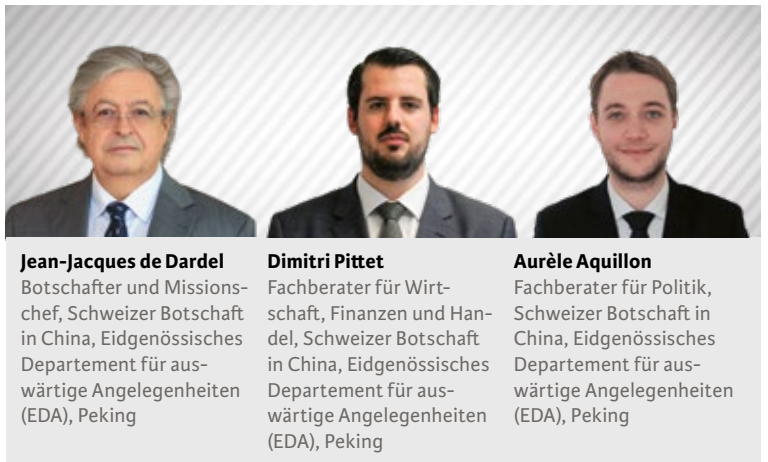 Jean-Jacques de Dardel
Botschafter und Missions-
chef, Schweizer Botschaft
in China, Eidgenössisches
Departement für aus-
wärtige Angelegenheiten
(EDA), Peking
Dimitri Pittet
Fachberater für Wirt-
schaft, Finanzen und Han-
del, Schweizer Botschaft
in China, Eidgenössisches
Departement für aus-
wärtige Angelegenheiten
(EDA), Peking
Aurèle Aquillon
Fachberater für Politik,
Schweizer Botschaft in
China, Eidgenössisches
Departement für aus-
wärtige Angelegenheiten
(EDA), Peking